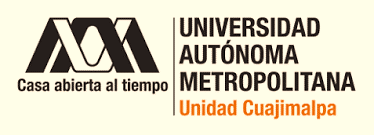 Casa abierta al tiempo
UNIVERSIDAD
AUTÓNOMA
METROPOLITANA
Unidad Cuajimalpa